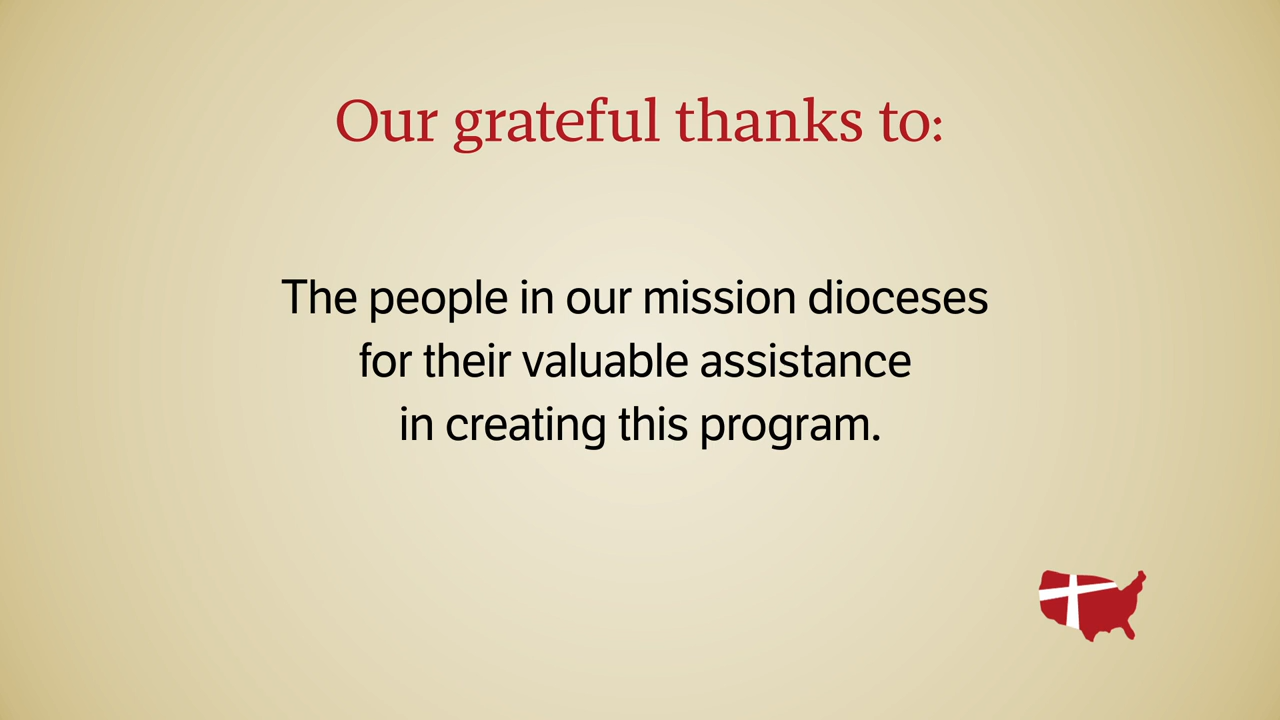 Our grateful thanks to:
The people in our mission dioceses
for their valuable assistance
in creating this program.